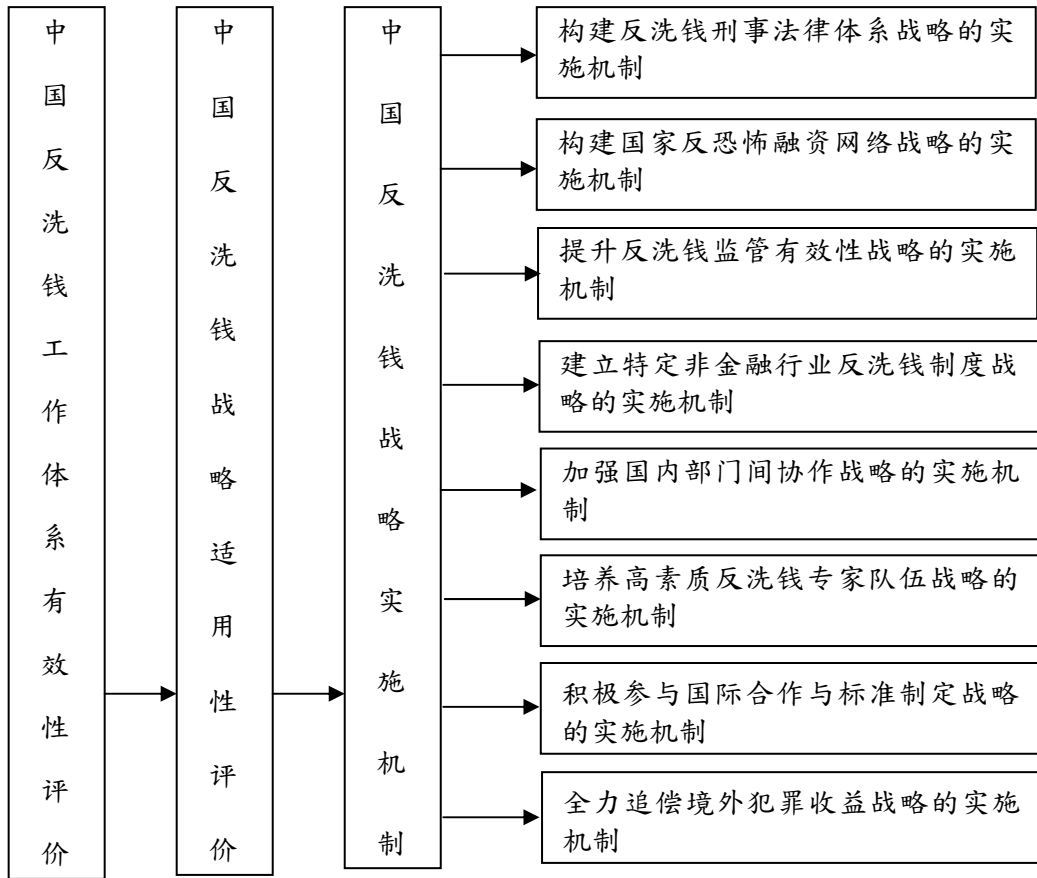 中国反洗钱工作体系有效性评价
中国反洗钱战略适用性评价
中国反洗钱战略实施机制
构建反洗钱刑事法律体系战略的实
施机制
构建国家反恐怖融资网络战略的实
施机制
提升反洗钱监管有效性战略的实施
机制
建立特定非金融行业反洗钱制度战
略的实施机制
加强国内部门间协作战略的实施机
制
培养高素质反洗钱专家队伍战略的
实施机制
积极参与国际合作与标准制定战略
的实施机制
全力追偿境外犯罪收益战略的实施
机制